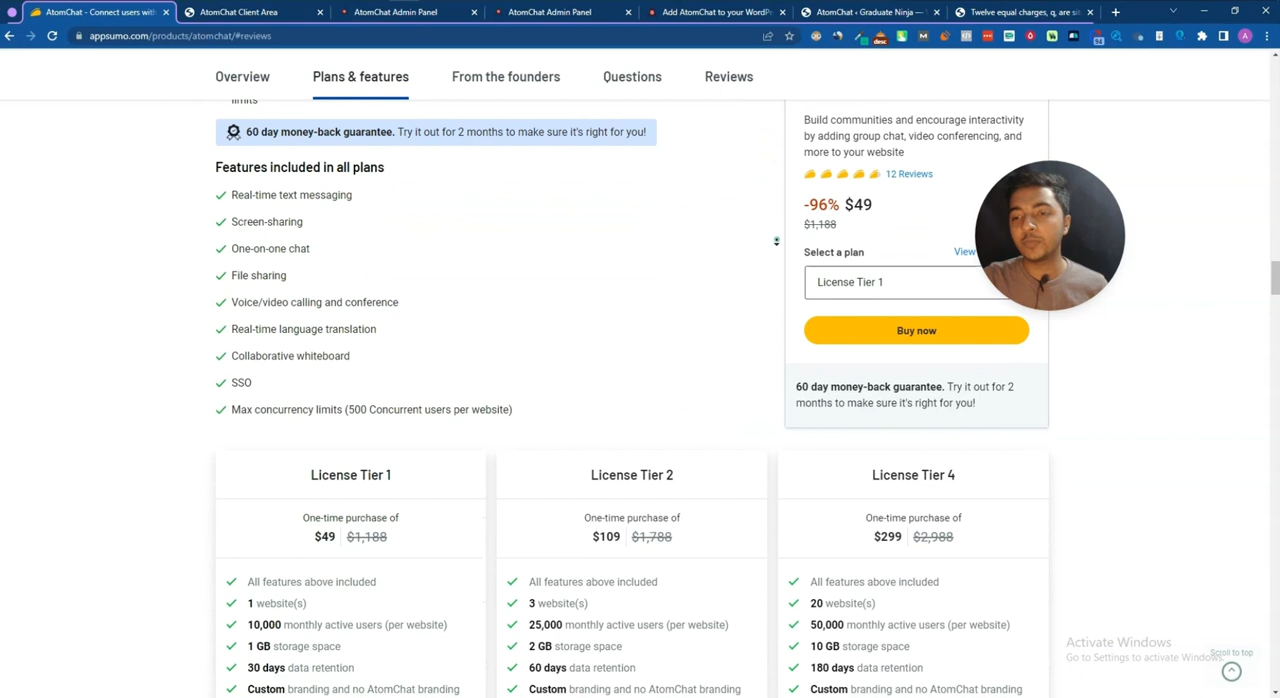 AtomChat - Connect users with
AtomChat Client Area
AtomChat Admin Panel
AtomChat Admin Panel
Add AtomChat to your WordP
AtomChat ‹ Graduate Ninja —
Twelve equal charges, q, are si
appsumo.com/products/atomchat/#reviews
Overview
Plans & features
From the founders
Questions
Reviews
limits
60 day money-back guarantee. Try it out for 2 months to make sure it's right for you!
Features included in all plans
Real-time text messaging
Screen-sharing
One-on-one chat
File sharing
Voice/video calling and conference
Real-time language translation
Collaborative whiteboard
SSO
Max concurrency limits (500 Concurrent users per website)
Build communities and encourage interactivity
by adding group chat, video conferencing, and
more to your website
12 Reviews
-96% $49
$1,188
Select a plan
View
License Tier 1
Buy now
60 day money-back guarantee. Try it out for 2
months to make sure it's right for you!
License Tier 1
One-time purchase of
$49 $1,188
All features above included
1 website(s)
10,000 monthly active users (per website)
1 GB storage space
30 days data retention
Custom branding and no AtomChat branding
License Tier 2
One-time purchase of
$109 $1,788
All features above included
3 website(s)
25,000 monthly active users (per website)
2 GB storage space
60 days data retention
Custom branding and no AtomChat branding
License Tier 4
One-time purchase of
$299 $2,988
All features above included
20 website(s)
50,000 monthly active users (per website)
10 GB storage space
180 days data retention
Custom branding and no AtomChat branding
Activate Windows
Go to Settings to activate Windows.
Scroll to top